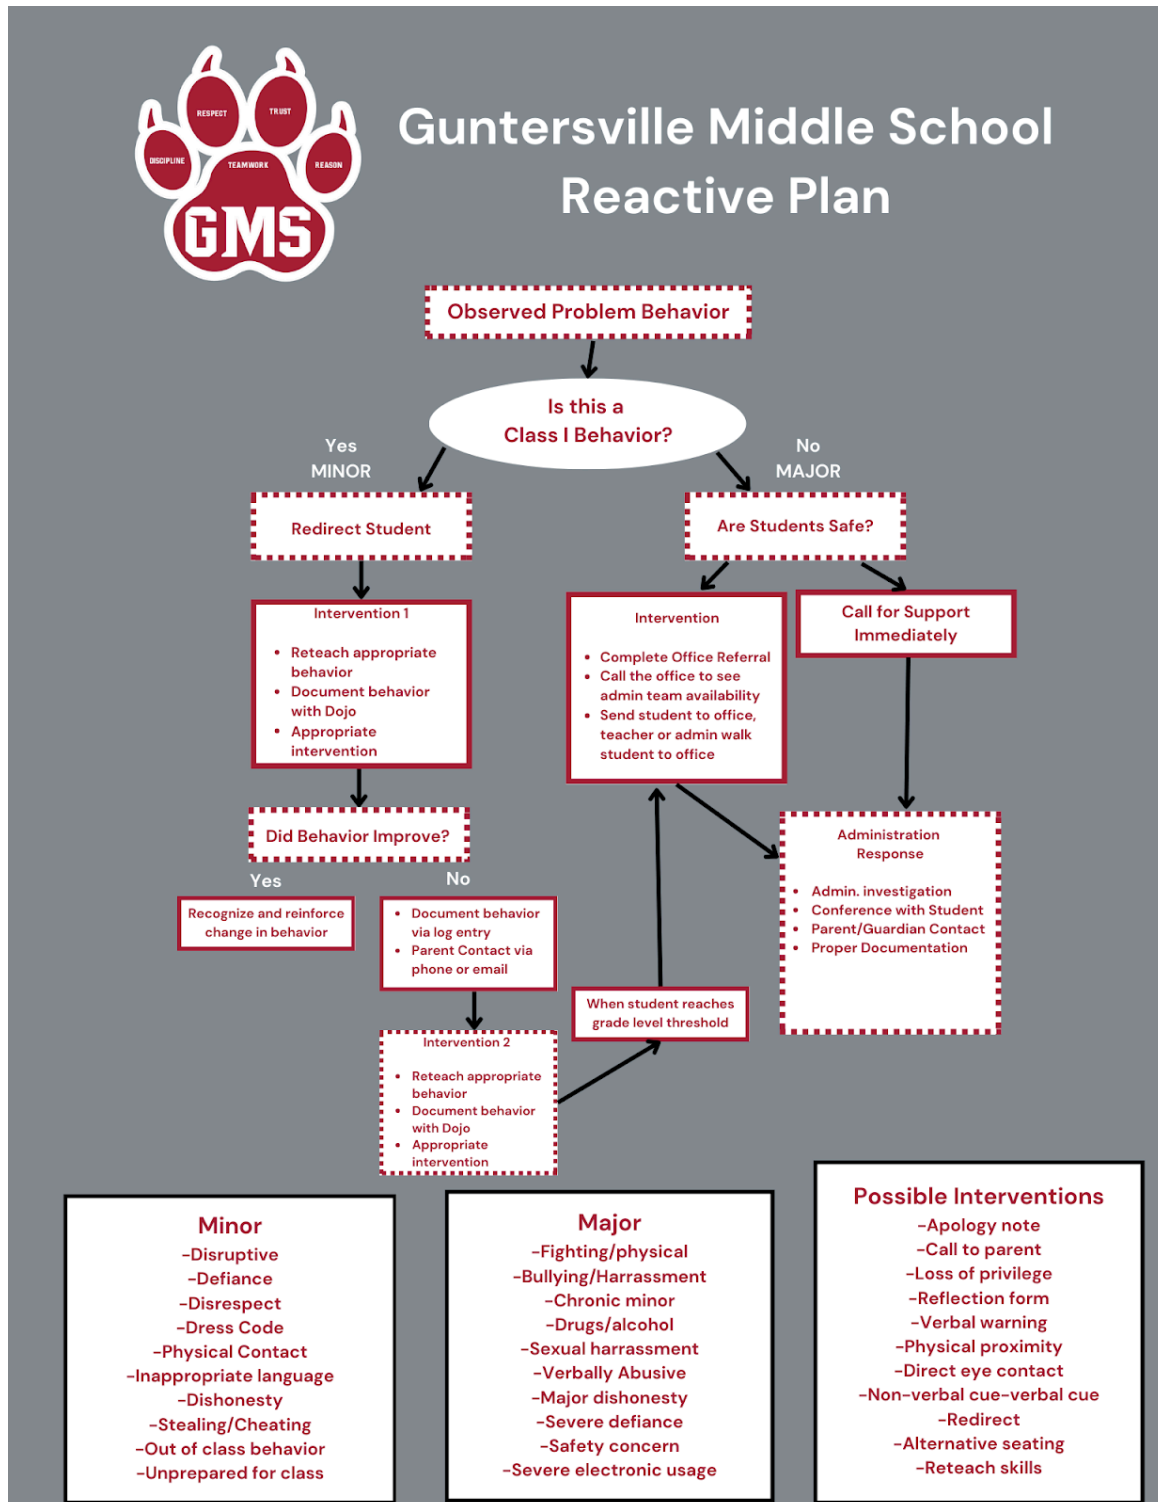 RESPECT
TRUST
DISCIPLINE
TEAMWORK
REASON
GMS
Guntersville Middle School
Reactive Plan
Observed Problem Behavior
Is this a
Class I Behavior?
Yes
MINOR
No
MAJOR
Redirect Student
Are Students Safe?
Intervention 1
• Reteach appropriate
behavior
• Document behavior
with Dojo
• Appropriate
intervention
Intervention
• Complete Office Referral
• Call the office to see
admin team availability
• Send student to office,
teacher or admin walk
student to office
Call for Support
Immediately
Did Behavior Improve?
Yes
No
Recognize and reinforce
change in behavior
• Document behavior
via log entry
• Parent Contact via
phone or email
Administration
Response
• Admin. investigation
• Conference with Student
• Parent/Guardian Contact
• Proper Documentation
When student reaches
grade level threshold
Intervention 2
• Reteach appropriate
behavior
• Document behavior
with Dojo
• Appropriate
intervention
Minor
-Disruptive
-Defiance
-Disrespect
-Dress Code
-Physical Contact
-Inappropriate language
-Dishonesty
-Stealing/Cheating
-Out of class behavior
-Unprepared for class
Major
-Fighting/physical
-Bullying/Harrassment
-Chronic minor
-Drugs/alcohol
-Sexual harrassment
-Verbally Abusive
-Major dishonesty
-Severe defiance
-Safety concern
-Severe electronic usage
Possible Interventions
-Apology note
-Call to parent
-Loss of privilege
-Reflection form
-Verbal warning
-Physical proximity
-Direct eye contact
-Non-verbal cue-verbal cue
-Redirect
-Alternative seating
-Reteach skills